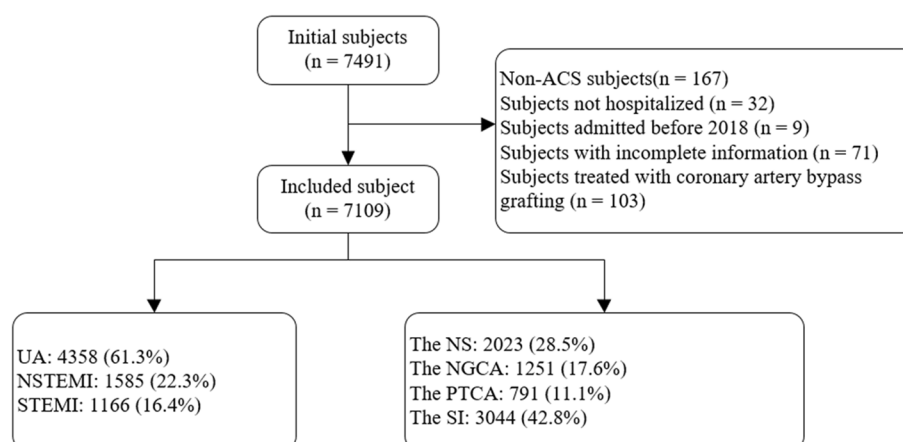 Initial subjects
(n = 7491)
Non-ACS subjects(n = 167)
Subjects not hospitalized (n = 32)
Subjects admitted before 2018 (n = 9)
Subjects with incomplete information (n = 71)
Subjects treated with coronary artery bypass
grafting (n = 103)
Included subject
(n = 7109)
UA: 4358 (61.3%)
NSTEMI: 1585 (22.3%)
STEMI: 1166 (16.4%)
The NS: 2023 (28.5%)
The NGCA: 1251 (17.6%)
The PTCA: 791 (11.1%)
The SI: 3044 (42.8%)